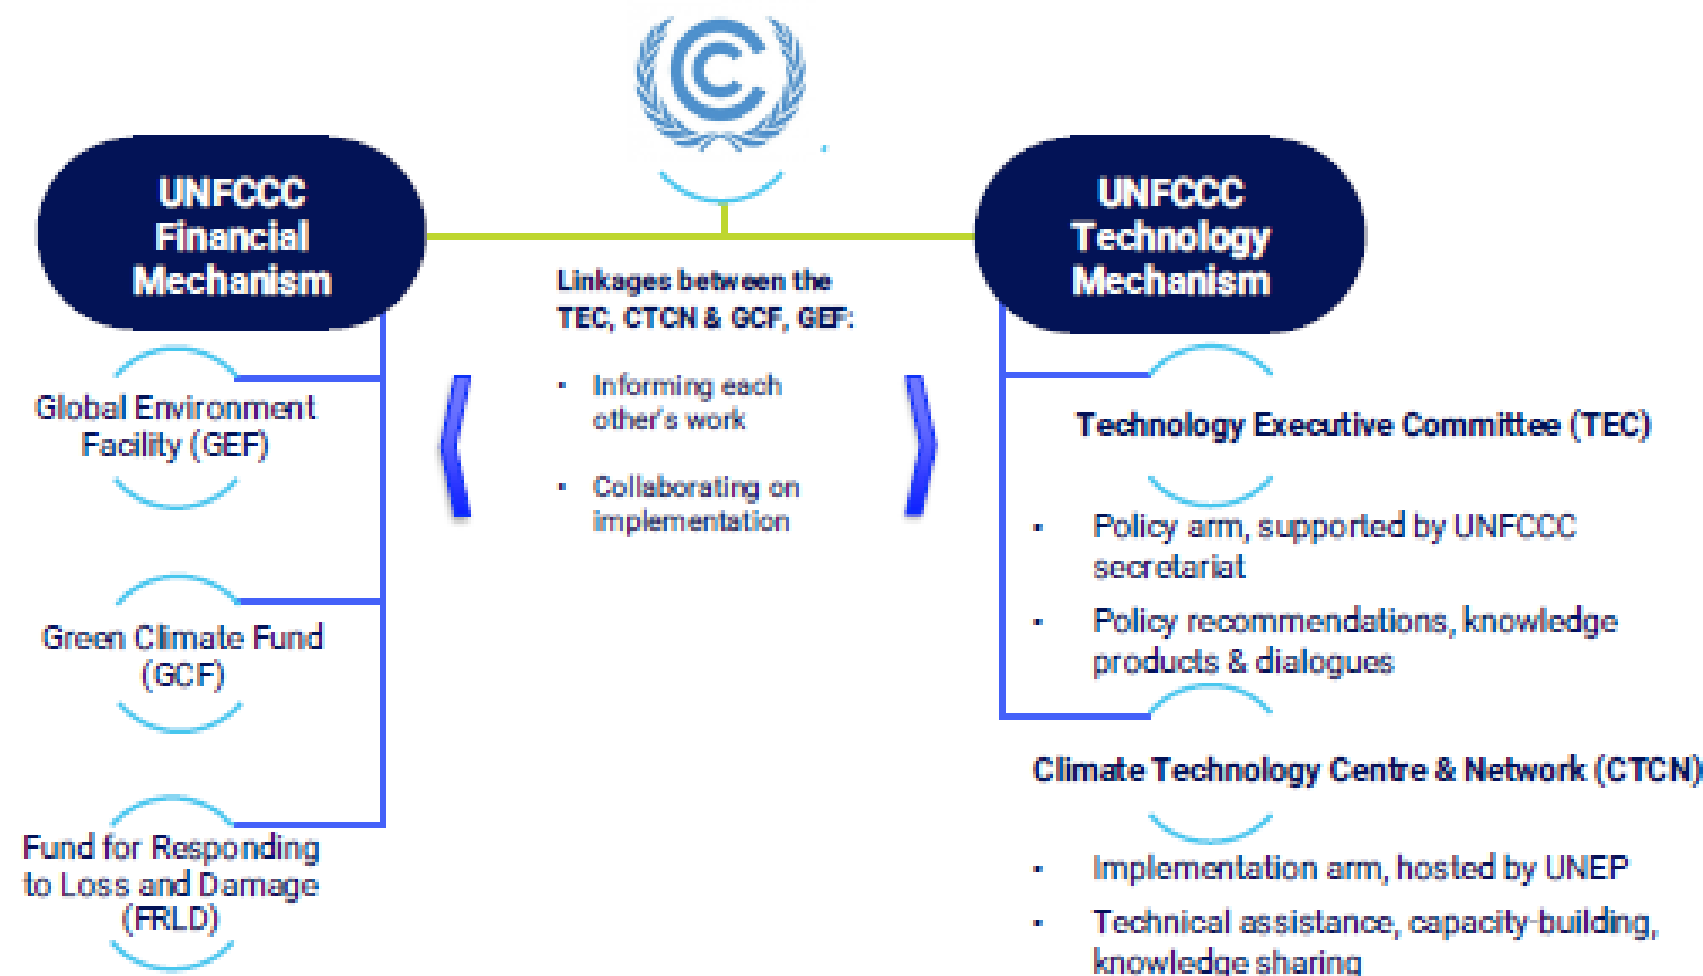 UNFCCC
Financial
Mechanism
Global Environment
Facility (GEF)
Green Climate Fund
(GCF)
Fund for Responding
to Loss and Damage
(FRLD)
Linkages between the
TEC, CTCN & GCF, GEF:
• Informing each
other's work
• Collaborating on
implementation
UNFCCC
Technology
Mechanism
Technology Executive Committee (TEC)
• Policy arm, supported by UNFCCC
secretariat
• Policy recommendations, knowledge
products & dialogues
Climate Technology Centre & Network (CTCN)
• Implementation arm, hosted by UNEP
• Technical assistance, capacity-building,
knowledge sharing